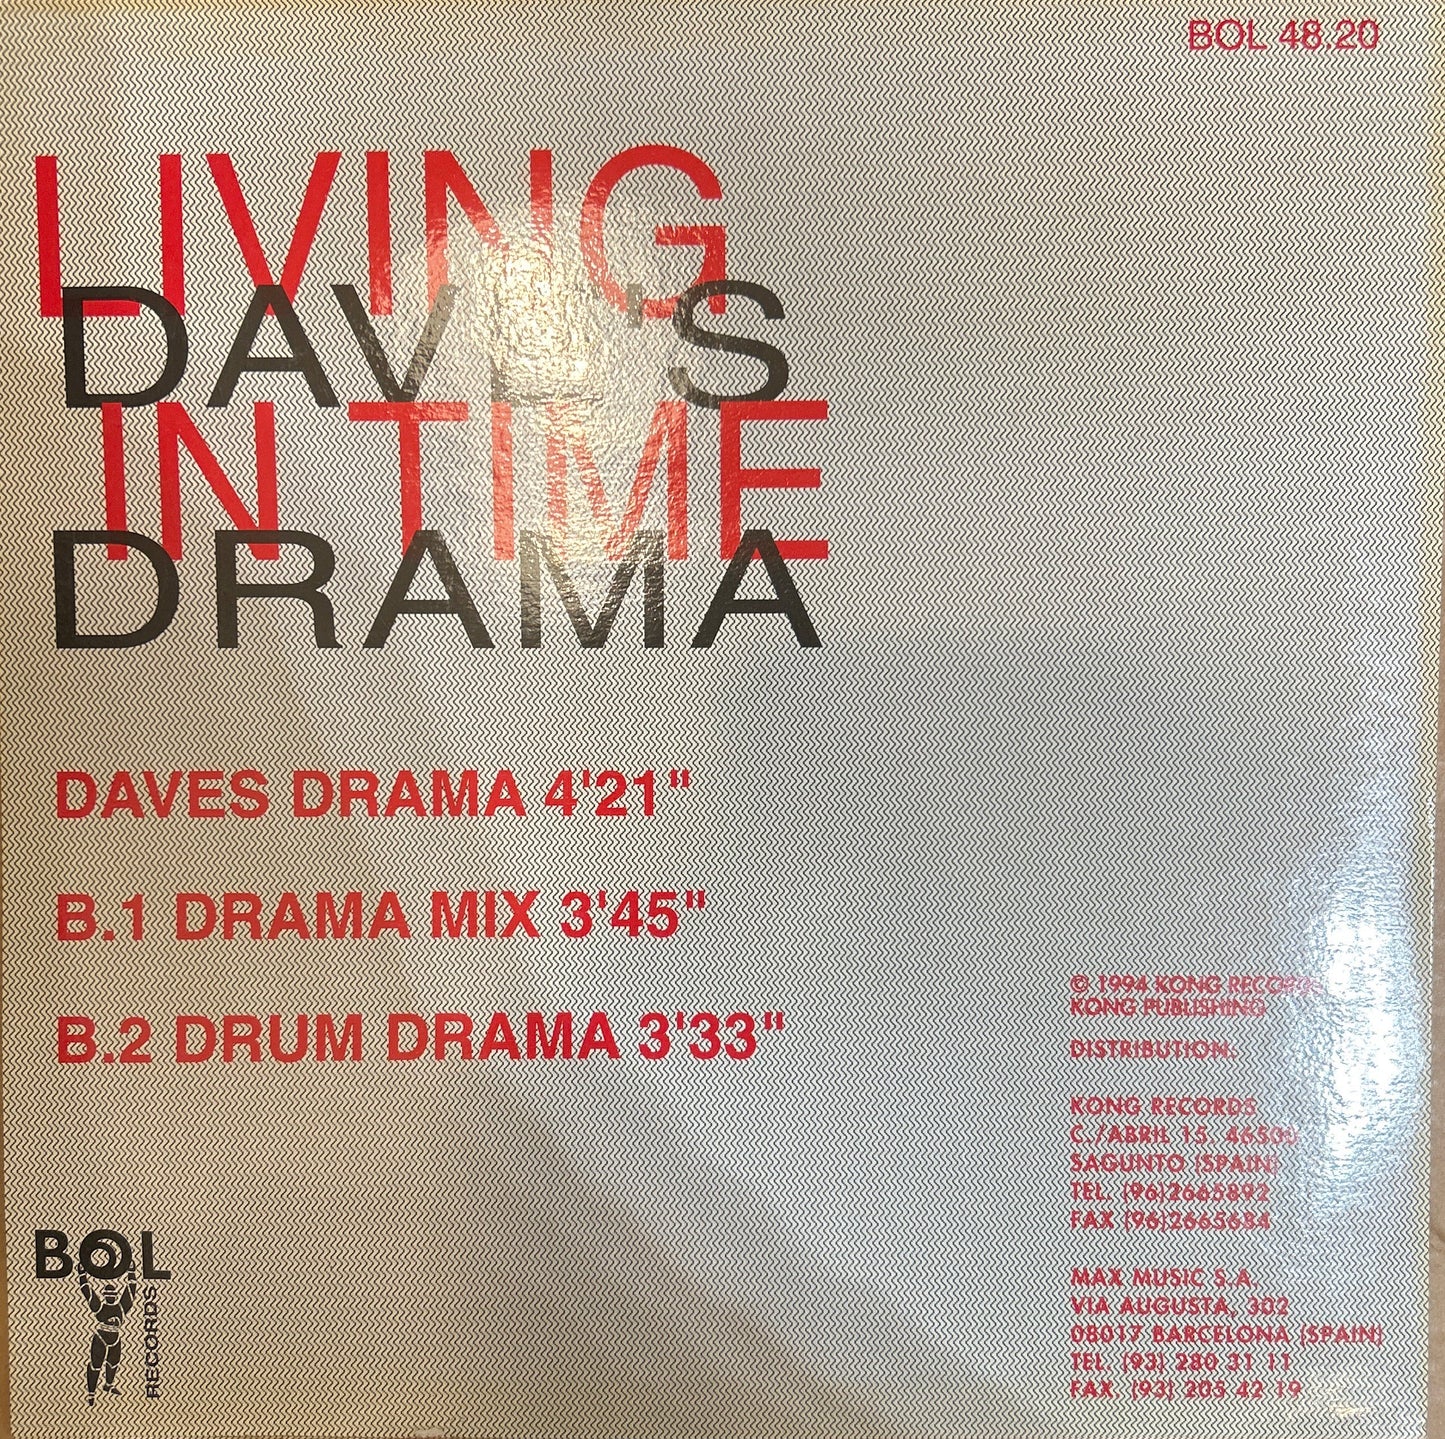 BOL 48.20
LIVING
DAVE'S
IN TIME
DRAMA
DAVES DRAMA 4'21"
B.1 DRAMA MIX 3'45"
B.2 DRUM DRAMA 3'33"
© 1994 KONG RECORDS
KONG PUBLISHING
DISTRIBUTION:
KONG RECORDS
C./ABRIL 15. 46500
SAGUNTO (SPAIN)
TEL. (96)2665892
FAX (96)2665684
MAX MUSIC S.A.
VIA AUGUSTA, 302
08017 BARCELONA (SPAIN)
TEL. (93) 280 31 11
FAX. (93) 205 42 19
BOL
RECORDS